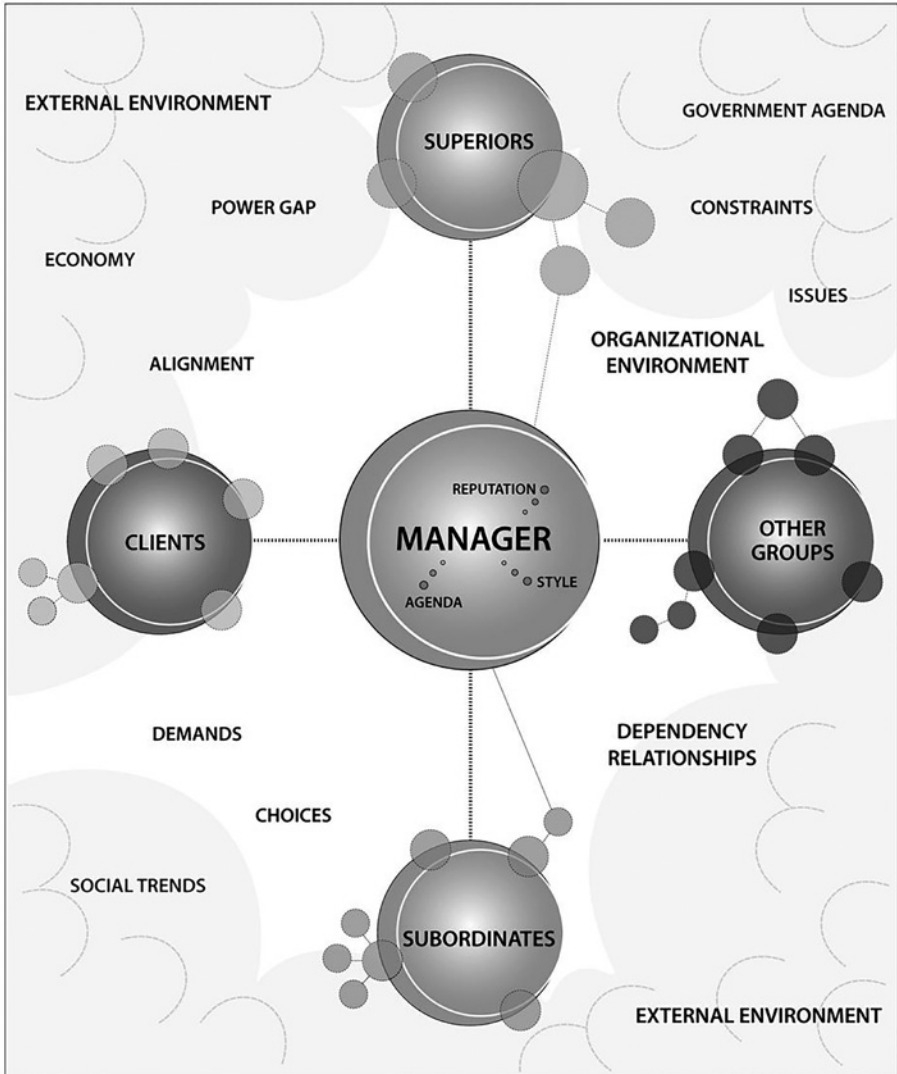 EXTERNAL ENVIRONMENT
GOVERNMENT AGENDA
SUPERIORS
POWER GAP
CONSTRAINTS
ECONOMY
ISSUES
ORGANIZATIONAL
ENVIRONMENT
ALIGNMENT
REPUTATION
MANAGER
CLIENTS
OTHER
GROUPS
STYLE
AGENDA
DEMANDS
DEPENDENCY
RELATIONSHIPS
CHOICES
SOCIAL TRENDS
SUBORDINATES
EXTERNAL ENVIRONMENT